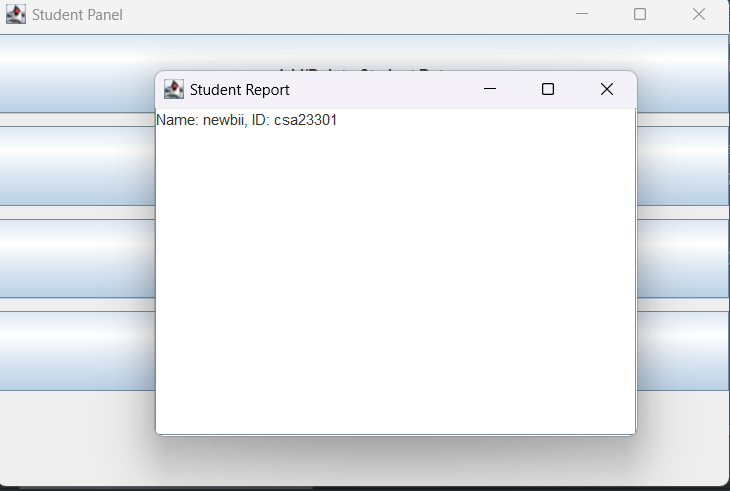 Student Panel
Student Report
Name: newbii, ID: csa23301